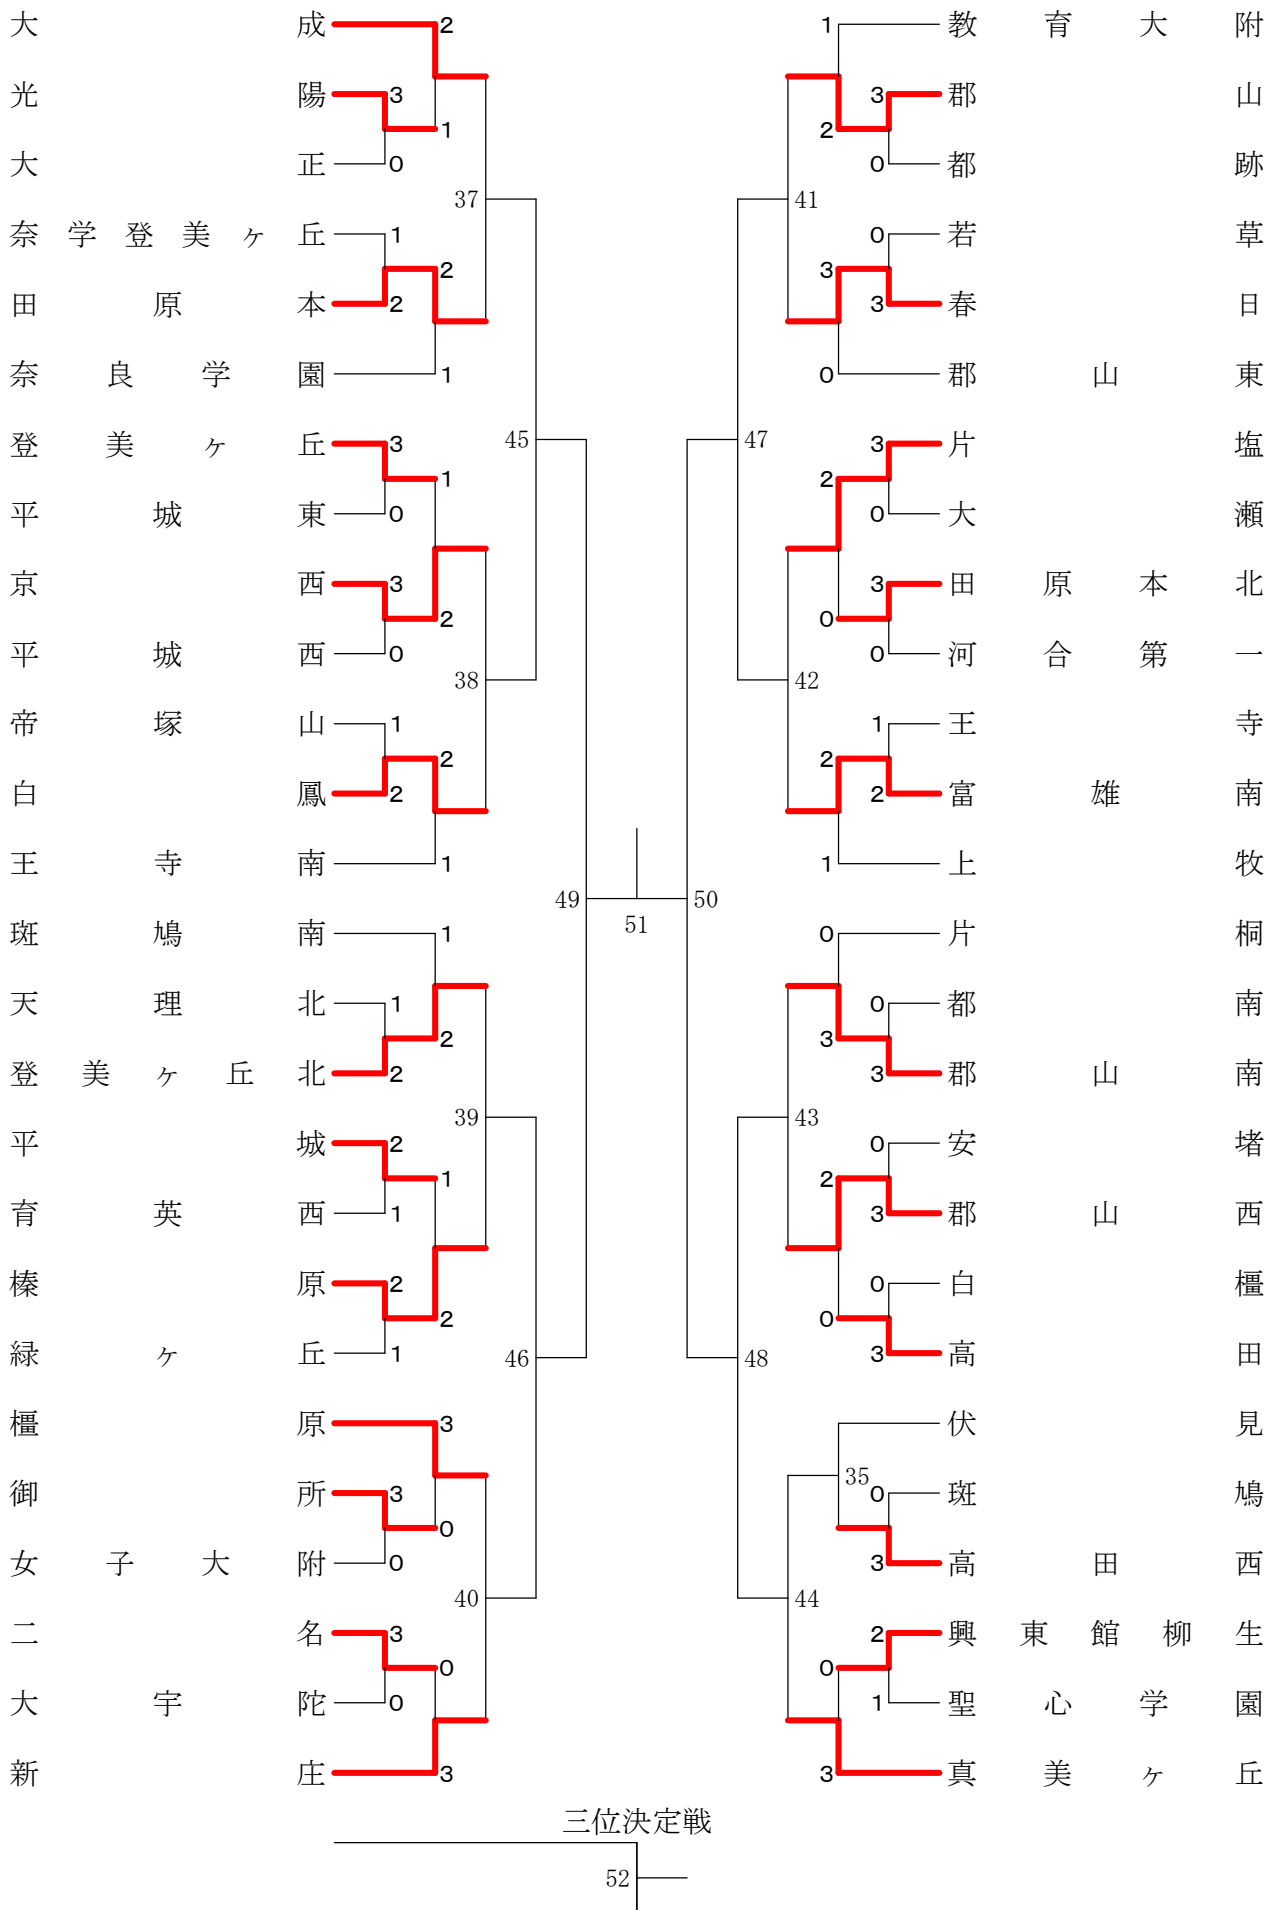 大成 2 1 教育大附
光陽 3 3 郡山
1 2
大正 0 0 都跡
37 41
奈学登美ヶ丘 1 0 若草
2 3
田原本 2 3 春日
奈良学園 1 0 郡山東
登美ヶ丘 3 45 47 3 片塩
1 2
平城東 0 0 大瀬
京西 3 3 田原本北
2 0
平城西 0 0 河合第一
38 42
帝塚山 1 1 王寺
2 2
白鳳 2 2 富雄南
王寺南 1 1 上牧
49 50
51
斑鳩南 1 0 片桐
天理北 1 0 都南
2 3
登美ヶ丘北 2 3 郡山南
39 43
平城 2 0 安堵
1 2
育英西 1 3 郡山西
榛原 2 0 白橿
2 0
緑ヶ丘 1 46 48 3 高田
橿原 3 伏見
35
御所 3 0 斑鳩
0
女子大附 0 3 高田西
40 44
二名 3 2 興東館柳生
0 0
大宇陀 0 1 聖心学園
新庄 3 3 真美ヶ丘
三位決定戦
52